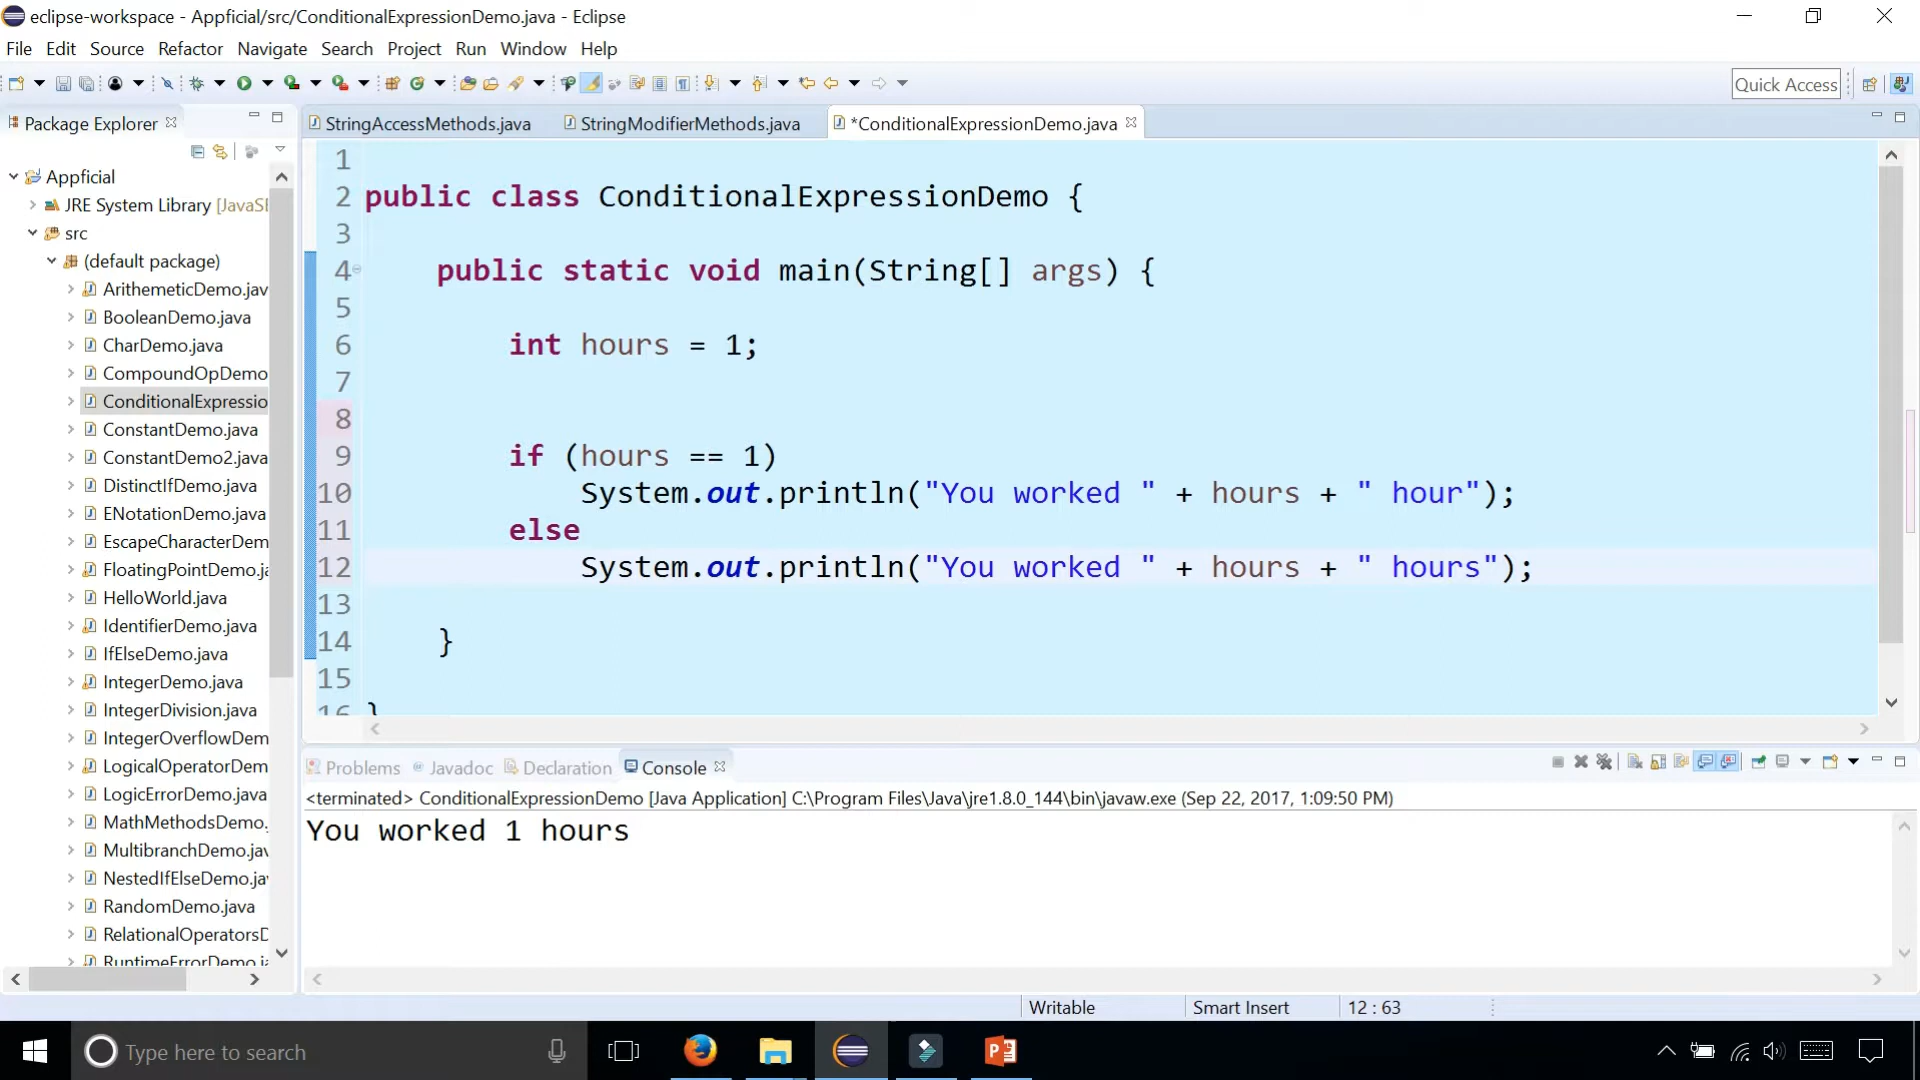 eclipse-workspace - Appficial/src/ConditionalExpressionDemo.java - Eclipse
File Edit Source Refactor Navigate Search Project Run Window Help
Quick Access
Package Explorer
StringAccessMethods.java
StringModifierMethods.java
*ConditionalExpressionDemo.java
Appficial
JRE System Library [JavaSE
src
(default package)
ArithemeticDemo.jav
BooleanDemo.java
CharDemo.java
CompoundOpDemo
ConditionalExpressio
ConstantDemo.java
ConstantDemo2.java
DistinctIfDemo.java
ENotationDemo.java
EscapeCharacterDem
FloatingPointDemo.ja
HelloWorld.java
IdentifierDemo.java
IfElseDemo.java
IntegerDemo.java
IntegerDivision.java
IntegerOverflowDem
LogicalOperatorDem
LogicErrorDemo.java
MathMethodsDemo.
MultibranchDemo.jav
NestedIfElseDemo.jav
RandomDemo.java
RelationalOperatorsD
RuntimeErrorDemo.ja
1
2 public class ConditionalExpressionDemo {
3
4 public static void main(String[] args) {
5
6 int hours = 1;
7
8
9 if (hours == 1)
10 System.out.println("You worked " + hours + " hour");
11 else
12 System.out.println("You worked " + hours + " hours");
13
14 }
15
16 }
Problems Javadoc Declaration Console
<terminated> ConditionalExpressionDemo [Java Application] C:\Program Files\Java\jre1.8.0_144\bin\javaw.exe (Sep 22, 2017, 1:09:50 PM)
You worked 1 hours
Writable Smart Insert 12 : 63
Type here to search